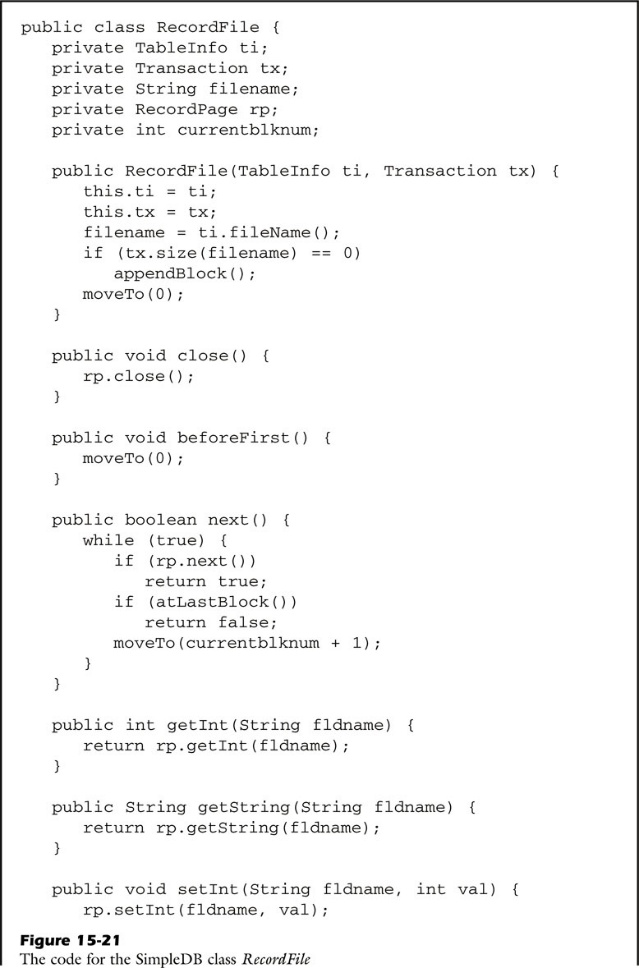 public class RecordFile {
   private TableInfo ti;
   private Transaction tx;
   private String filename;
   private RecordPage rp;
   private int currentblknum;

   public RecordFile(TableInfo ti, Transaction tx) {
      this.ti = ti;
      this.tx = tx;
      filename = ti.fileName();
      if (tx.size(filename) == 0)
         appendBlock();
      moveTo(0);
   }

   public void close() {
      rp.close();
   }

   public void beforeFirst() {
      moveTo(0);
   }

   public boolean next() {
      while (true) {
         if (rp.next())
            return true;
         if (atLastBlock())
            return false;
         moveTo(currentblknum + 1);
      }
   }

   public int getInt(String fldname) {
      return rp.getInt(fldname);
   }

   public String getString(String fldname) {
      return rp.getString(fldname);
   }

   public void setInt(String fldname, int val) {
      rp.setInt(fldname, val);
Figure 15-21
The code for the SimpleDB class RecordFile